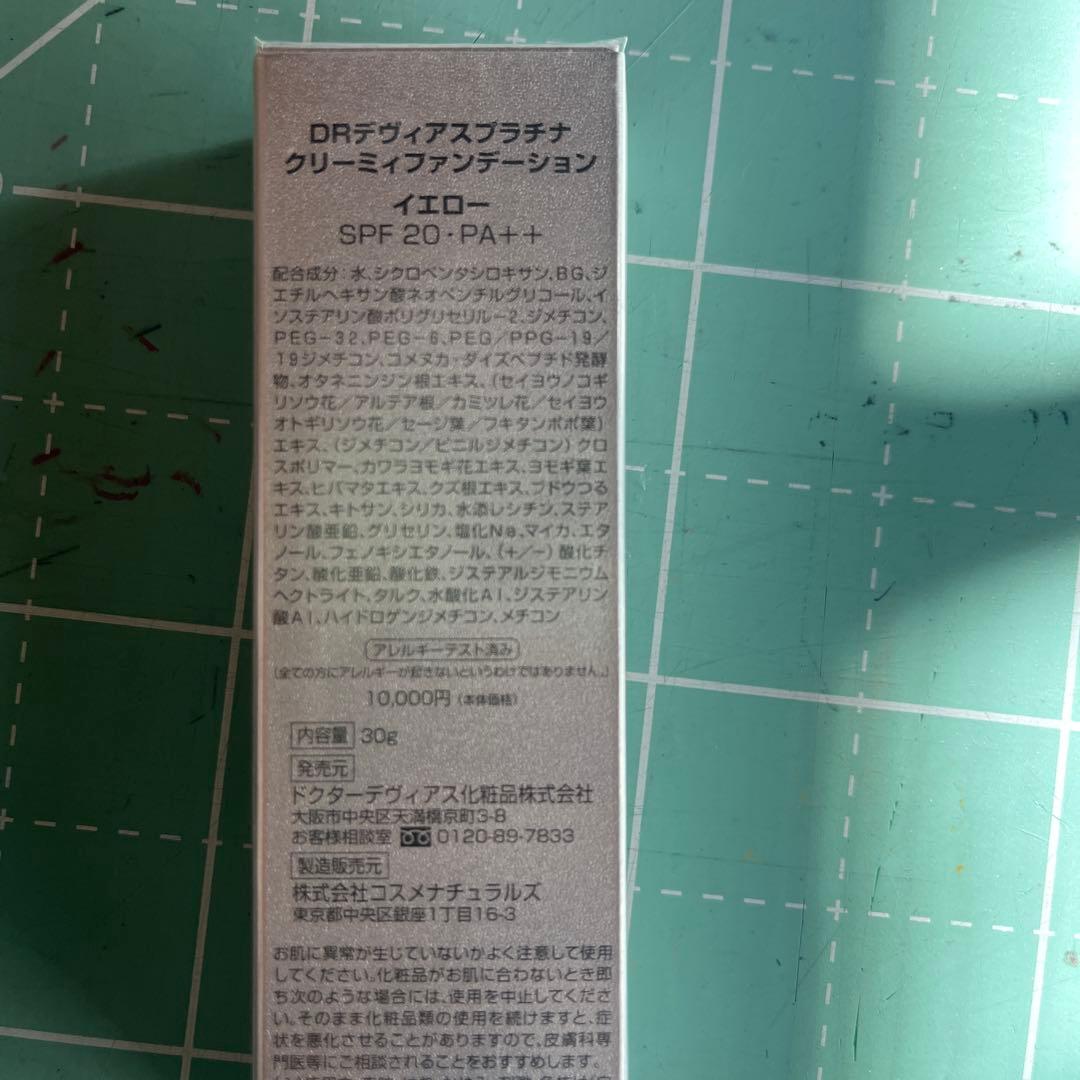 DRデヴィアスプラチナ
クリーミィファンデーション
イエロー
SPF 20・PA++
配合成分:水、シクロペンタシロキサン、BG、ジ
エチルヘキサン酸ネオペンチルグリコール、イ
ソステアリン酸ポリグリセリル-2、ジメチコン、
PEG-32、PEG-6、PEG/PPG-19/
19ジメチコン、コメヌカ・ダイズペプチド発酵
物、オタネニンジン根エキス、(セイヨウノコギ
リソウ花/アルテア根/カミツレ花/セイヨウ
オトギリソウ花/セージ葉/フキタンポポ葉)
エキス、(ジメチコン/ビニルジメチコン)クロ
スポリマー、カワラヨモギ花エキス、ヨモギ葉エ
キス、ヒバマタエキス、クズ根エキス、ブドウつる
エキス、キトサン、シリカ、水添レシチン、ステア
リン酸亜鉛、グリセリン、塩化Na、マイカ、エタ
ノール、フェノキシエタノール、(+/-)酸化チ
タン、酸化亜鉛、酸化鉄、ジステアルジモニウム
ヘクトライト、タルク、水酸化Al、ジステアリン
酸Al、ハイドロゲンジメチコン、メチコン
アレルギーテスト済み
(全ての方にアレルギーが起きないというわけではありません。)
10,000円(本体価格)
内容量 30g
発売元
ドクターデヴィアス化粧品株式会社
大阪市中央区天満橋京町3-8
お客様相談室 0120-89-7833
製造販売元
株式会社コスメナチュラルズ
東京都中央区銀座1丁目16-3
お肌に異常が生じていないかよく注意して使用
してください。化粧品がお肌に合わないとき即
ち次のような場合には、使用を中止してくださ
い。そのまま化粧品類の使用を続けますと、症
状を悪化させることがありますので、皮膚科専
門医等にご相談されることをおすすめします。